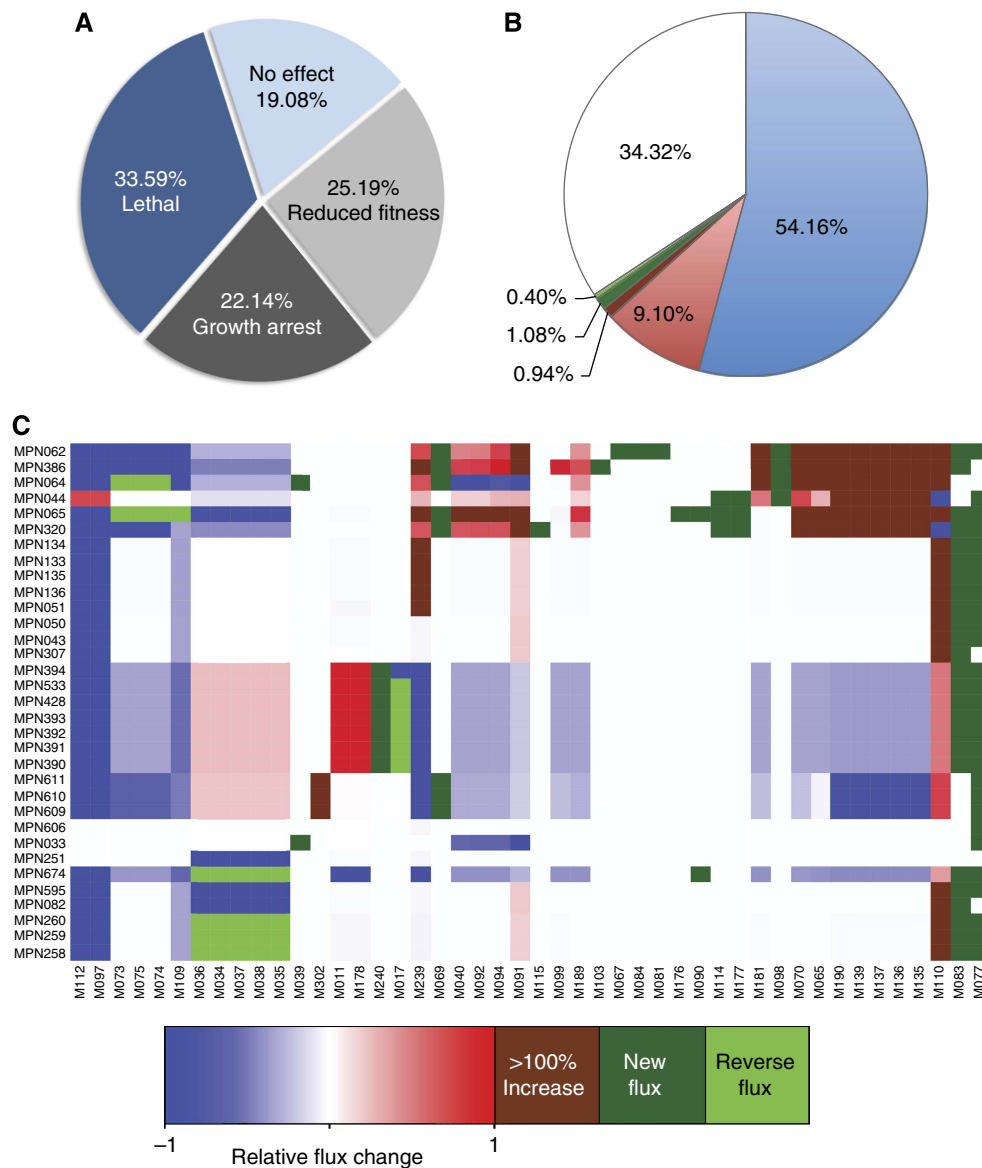 A
No effect
19.08%
33.59%
Lethal
25.19%
Reduced fitness
22.14%
Growth arrest
B
34.32%
54.16%
0.40%
1.08%
0.94%
9.10%
C
MPN062
MPN386
MPN064
MPN044
MPN065
MPN320
MPN134
MPN133
MPN135
MPN136
MPN051
MPN050
MPN043
MPN307
MPN394
MPN533
MPN428
MPN393
MPN392
MPN391
MPN390
MPN611
MPN610
MPN609
MPN606
MPN033
MPN251
MPN674
MPN595
MPN082
MPN260
MPN259
MPN258
M112
M097
M073
M075
M074
M109
M036
M034
M037
M038
M035
M039
M302
M011
M178
M240
M017
M239
M069
M040
M092
M094
M091
M115
M099
M189
M103
M067
M084
M081
M176
M090
M114
M177
M181
M098
M070
M065
M190
M139
M137
M136
M135
M110
M083
M077
>100%
Increase
New
flux
Reverse
flux
−1
1
Relative flux change